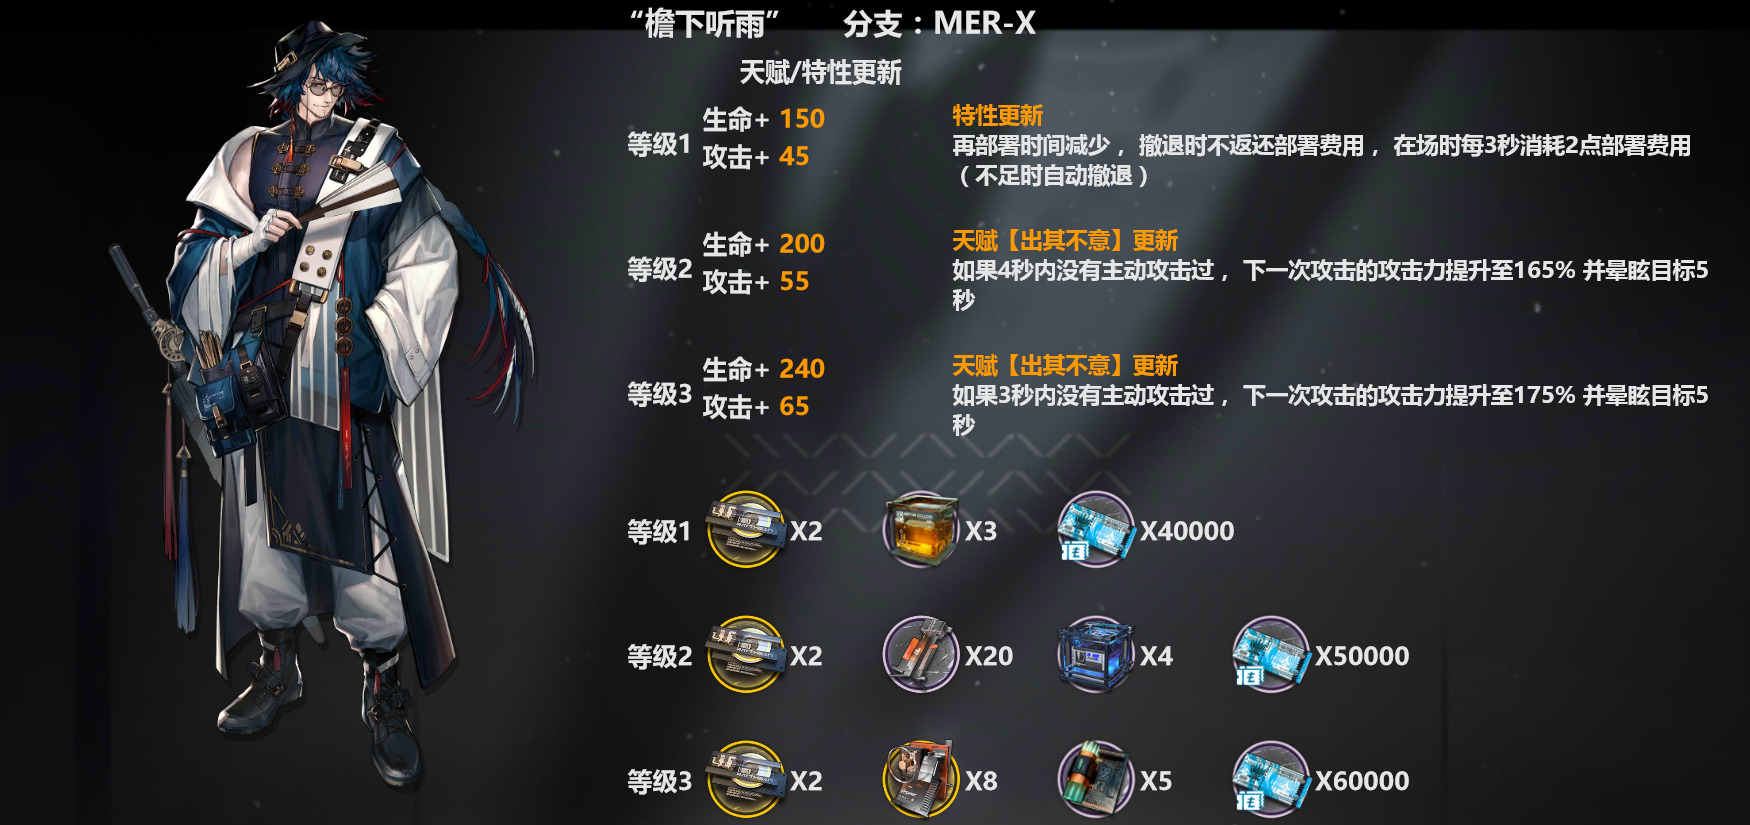 “檐下听雨” 分支：MER-X
天赋/特性更新
等级1
生命+ 150
攻击+ 45
特性更新
再部署时间减少， 撤退时不返还部署费用， 在场时每3秒消耗2点部署费用
（不足时自动撤退）
等级2
生命+ 200
攻击+ 55
天赋【出其不意】更新
如果4秒内没有主动攻击过， 下一次攻击的攻击力提升至165% 并晕眩目标5
秒
等级3
生命+ 240
攻击+ 65
天赋【出其不意】更新
如果3秒内没有主动攻击过， 下一次攻击的攻击力提升至175% 并晕眩目标5
秒
等级1 X2 X3 X40000
等级2 X2 X20 X4 X50000
等级3 X2 X8 X5 X60000